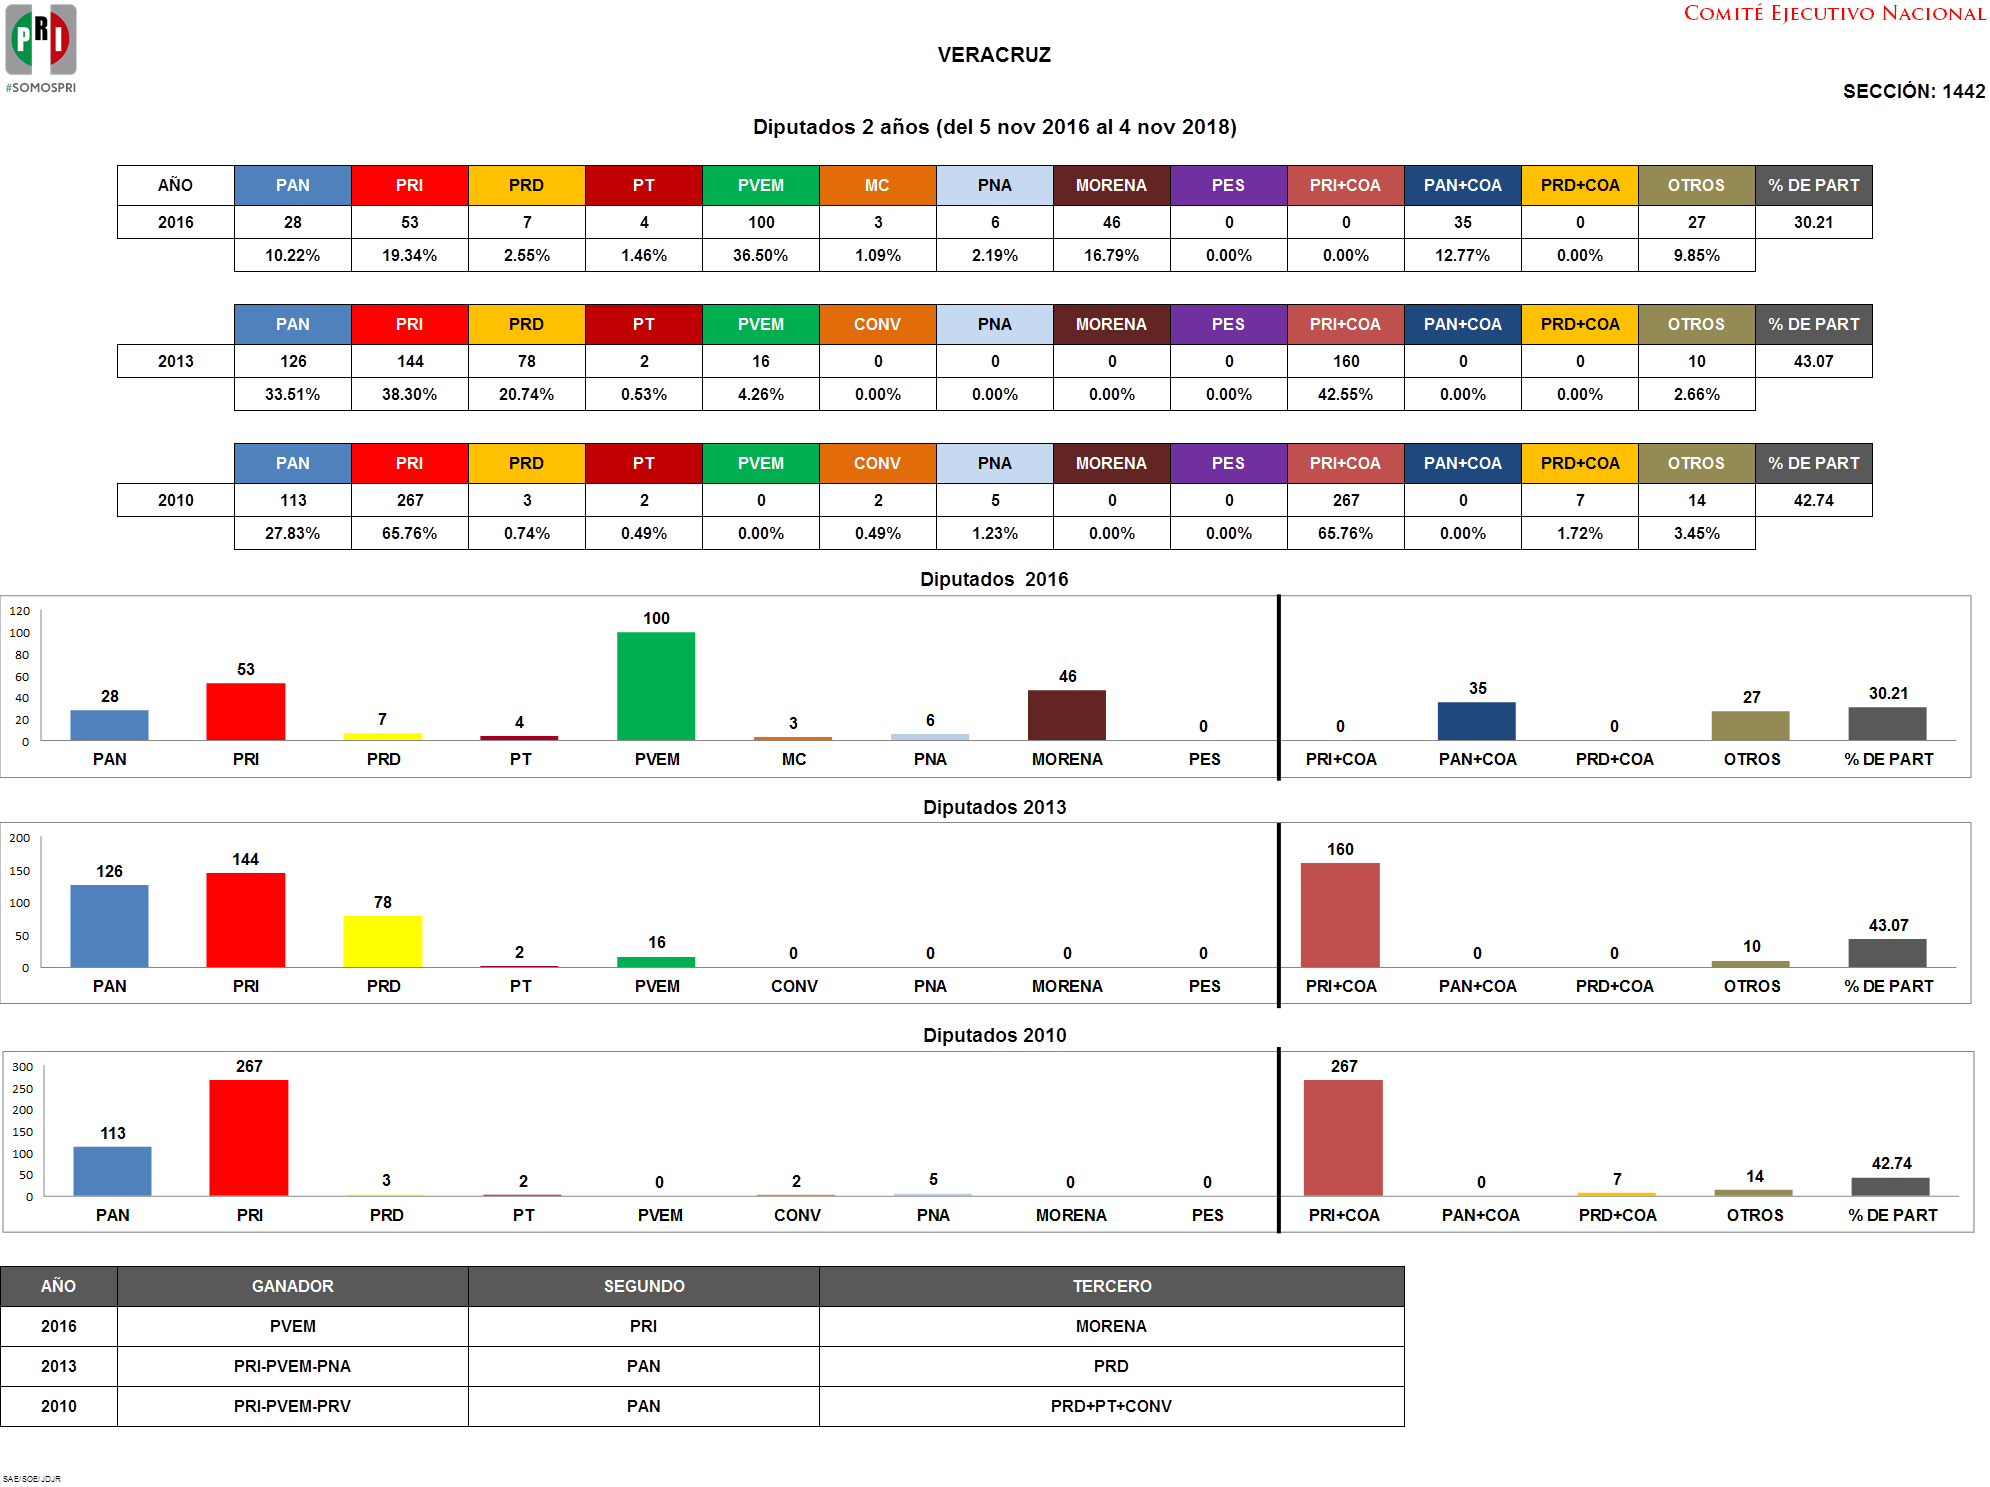 PRI
#SOMOSPRI
COMITÉ EJECUTIVO NACIONAL
VERACRUZ
SECCIÓN: 1442
Diputados 2 años (del 5 nov 2016 al 4 nov 2018)
AÑO PAN PRI PRD PT PVEM MC PNA MORENA PES PRI+COA PAN+COA PRD+COA OTROS % DE PART
2016 28 53 7 4 100 3 6 46 0 0 35 0 27 30.21
10.22% 19.34% 2.55% 1.46% 36.50% 1.09% 2.19% 16.79% 0.00% 0.00% 12.77% 0.00% 9.85%
PAN PRI PRD PT PVEM CONV PNA MORENA PES PRI+COA PAN+COA PRD+COA OTROS % DE PART
2013 126 144 78 2 16 0 0 0 0 160 0 0 10 43.07
33.51% 38.30% 20.74% 0.53% 4.26% 0.00% 0.00% 0.00% 0.00% 42.55% 0.00% 0.00% 2.66%
PAN PRI PRD PT PVEM CONV PNA MORENA PES PRI+COA PAN+COA PRD+COA OTROS % DE PART
2010 113 267 3 2 0 2 5 0 0 267 0 7 14 42.74
27.83% 65.76% 0.74% 0.49% 0.00% 0.49% 1.23% 0.00% 0.00% 65.76% 0.00% 1.72% 3.45%
Diputados 2016
120
100
80
60
40
20
0
28 53 7 4 100 3 6 46 0 0 35 0 27 30.21
PAN PRI PRD PT PVEM MC PNA MORENA PES PRI+COA PAN+COA PRD+COA OTROS % DE PART
Diputados 2013
200
150
100
50
0
126 144 78 2 16 0 0 0 0 160 0 0 10 43.07
PAN PRI PRD PT PVEM CONV PNA MORENA PES PRI+COA PAN+COA PRD+COA OTROS % DE PART
Diputados 2010
300
250
200
150
100
50
0
113 267 3 2 0 2 5 0 0 267 0 7 14 42.74
PAN PRI PRD PT PVEM CONV PNA MORENA PES PRI+COA PAN+COA PRD+COA OTROS % DE PART
AÑO GANADOR SEGUNDO TERCERO
2016 PVEM PRI MORENA
2013 PRI-PVEM-PNA PAN PRD
2010 PRI-PVEM-PRV PAN PRD+PT+CONV
SAE/SOE/JDJR